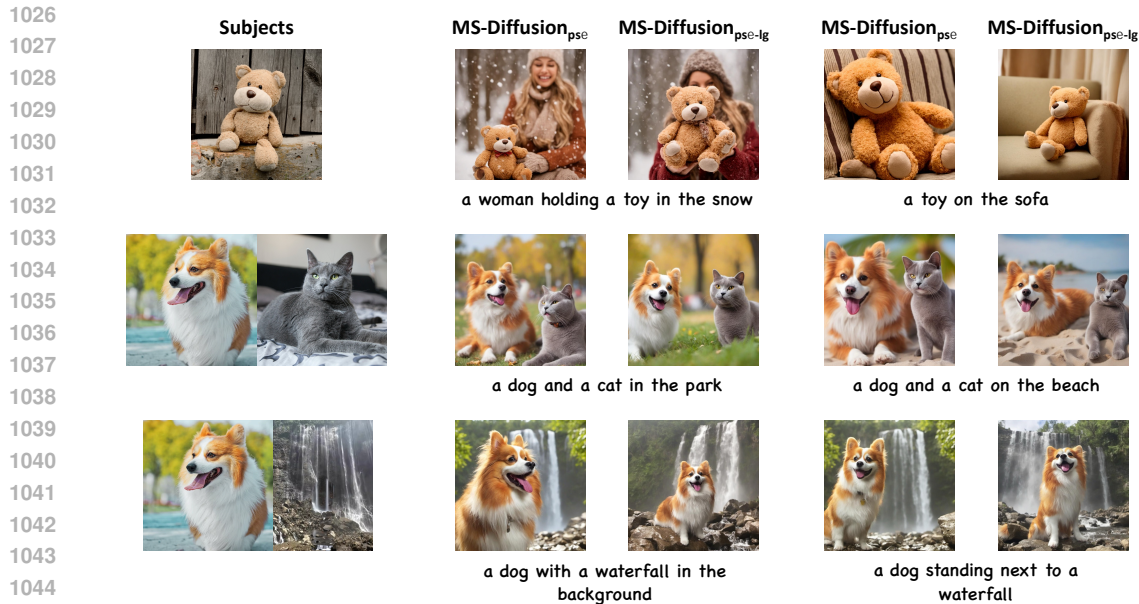 1026
1027
1028
1029
1030
1031
1032
1033
1034
1035
1036
1037
1038
1039
1040
1041
1042
1043
1044
Subjects
MS-Diffusionpse
MS-Diffusionpse-lg
MS-Diffusionpse
MS-Diffusionpse-lg
a woman holding a toy in the snow
a toy on the sofa
a dog and a cat in the park
a dog and a cat on the beach
a dog with a waterfall in the
background
a dog standing next to a
waterfall